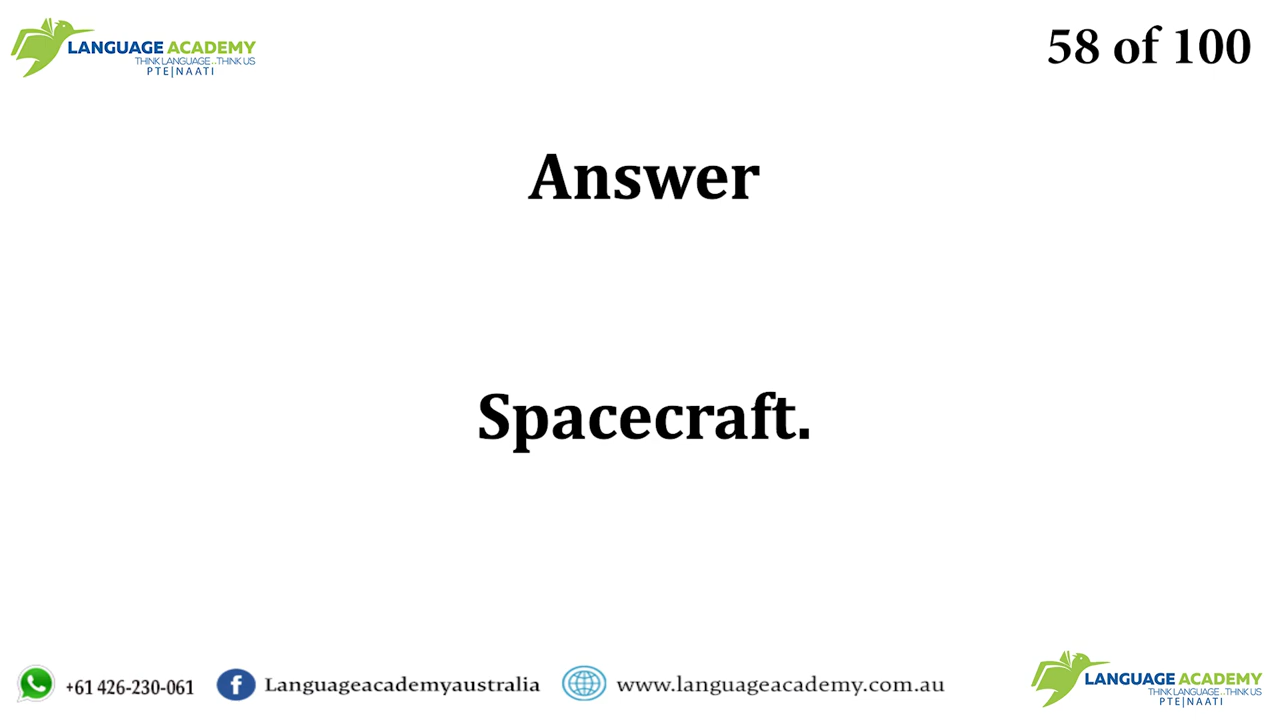 LANGUAGE ACADEMY
THINK LANGUAGE..THINK US
PTE|NAATI
58 of 100
Answer
Spacecraft.
+61 426-230-061
Languageacademyaustralia
www.languageacademy.com.au
LANGUAGE ACADEMY
THINK LANGUAGE..THINK US
PTE|NAATI